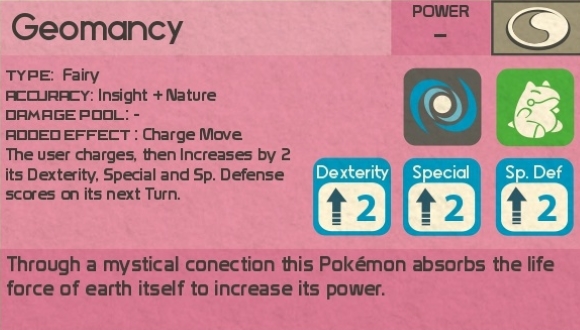 Geomancy
POWER
–
TYPE: Fairy
ACCURACY: Insight + Nature
DAMAGE POOL: -
ADDED EFFECT : Charge Move
The user charges, then Increases by 2
its Dexterity, Special and Sp. Defense
scores on its next Turn.
Dexterity Special Sp. Def
2 2 2
Through a mystical conection this Pokémon absorbs the life
force of earth itself to increase its power.